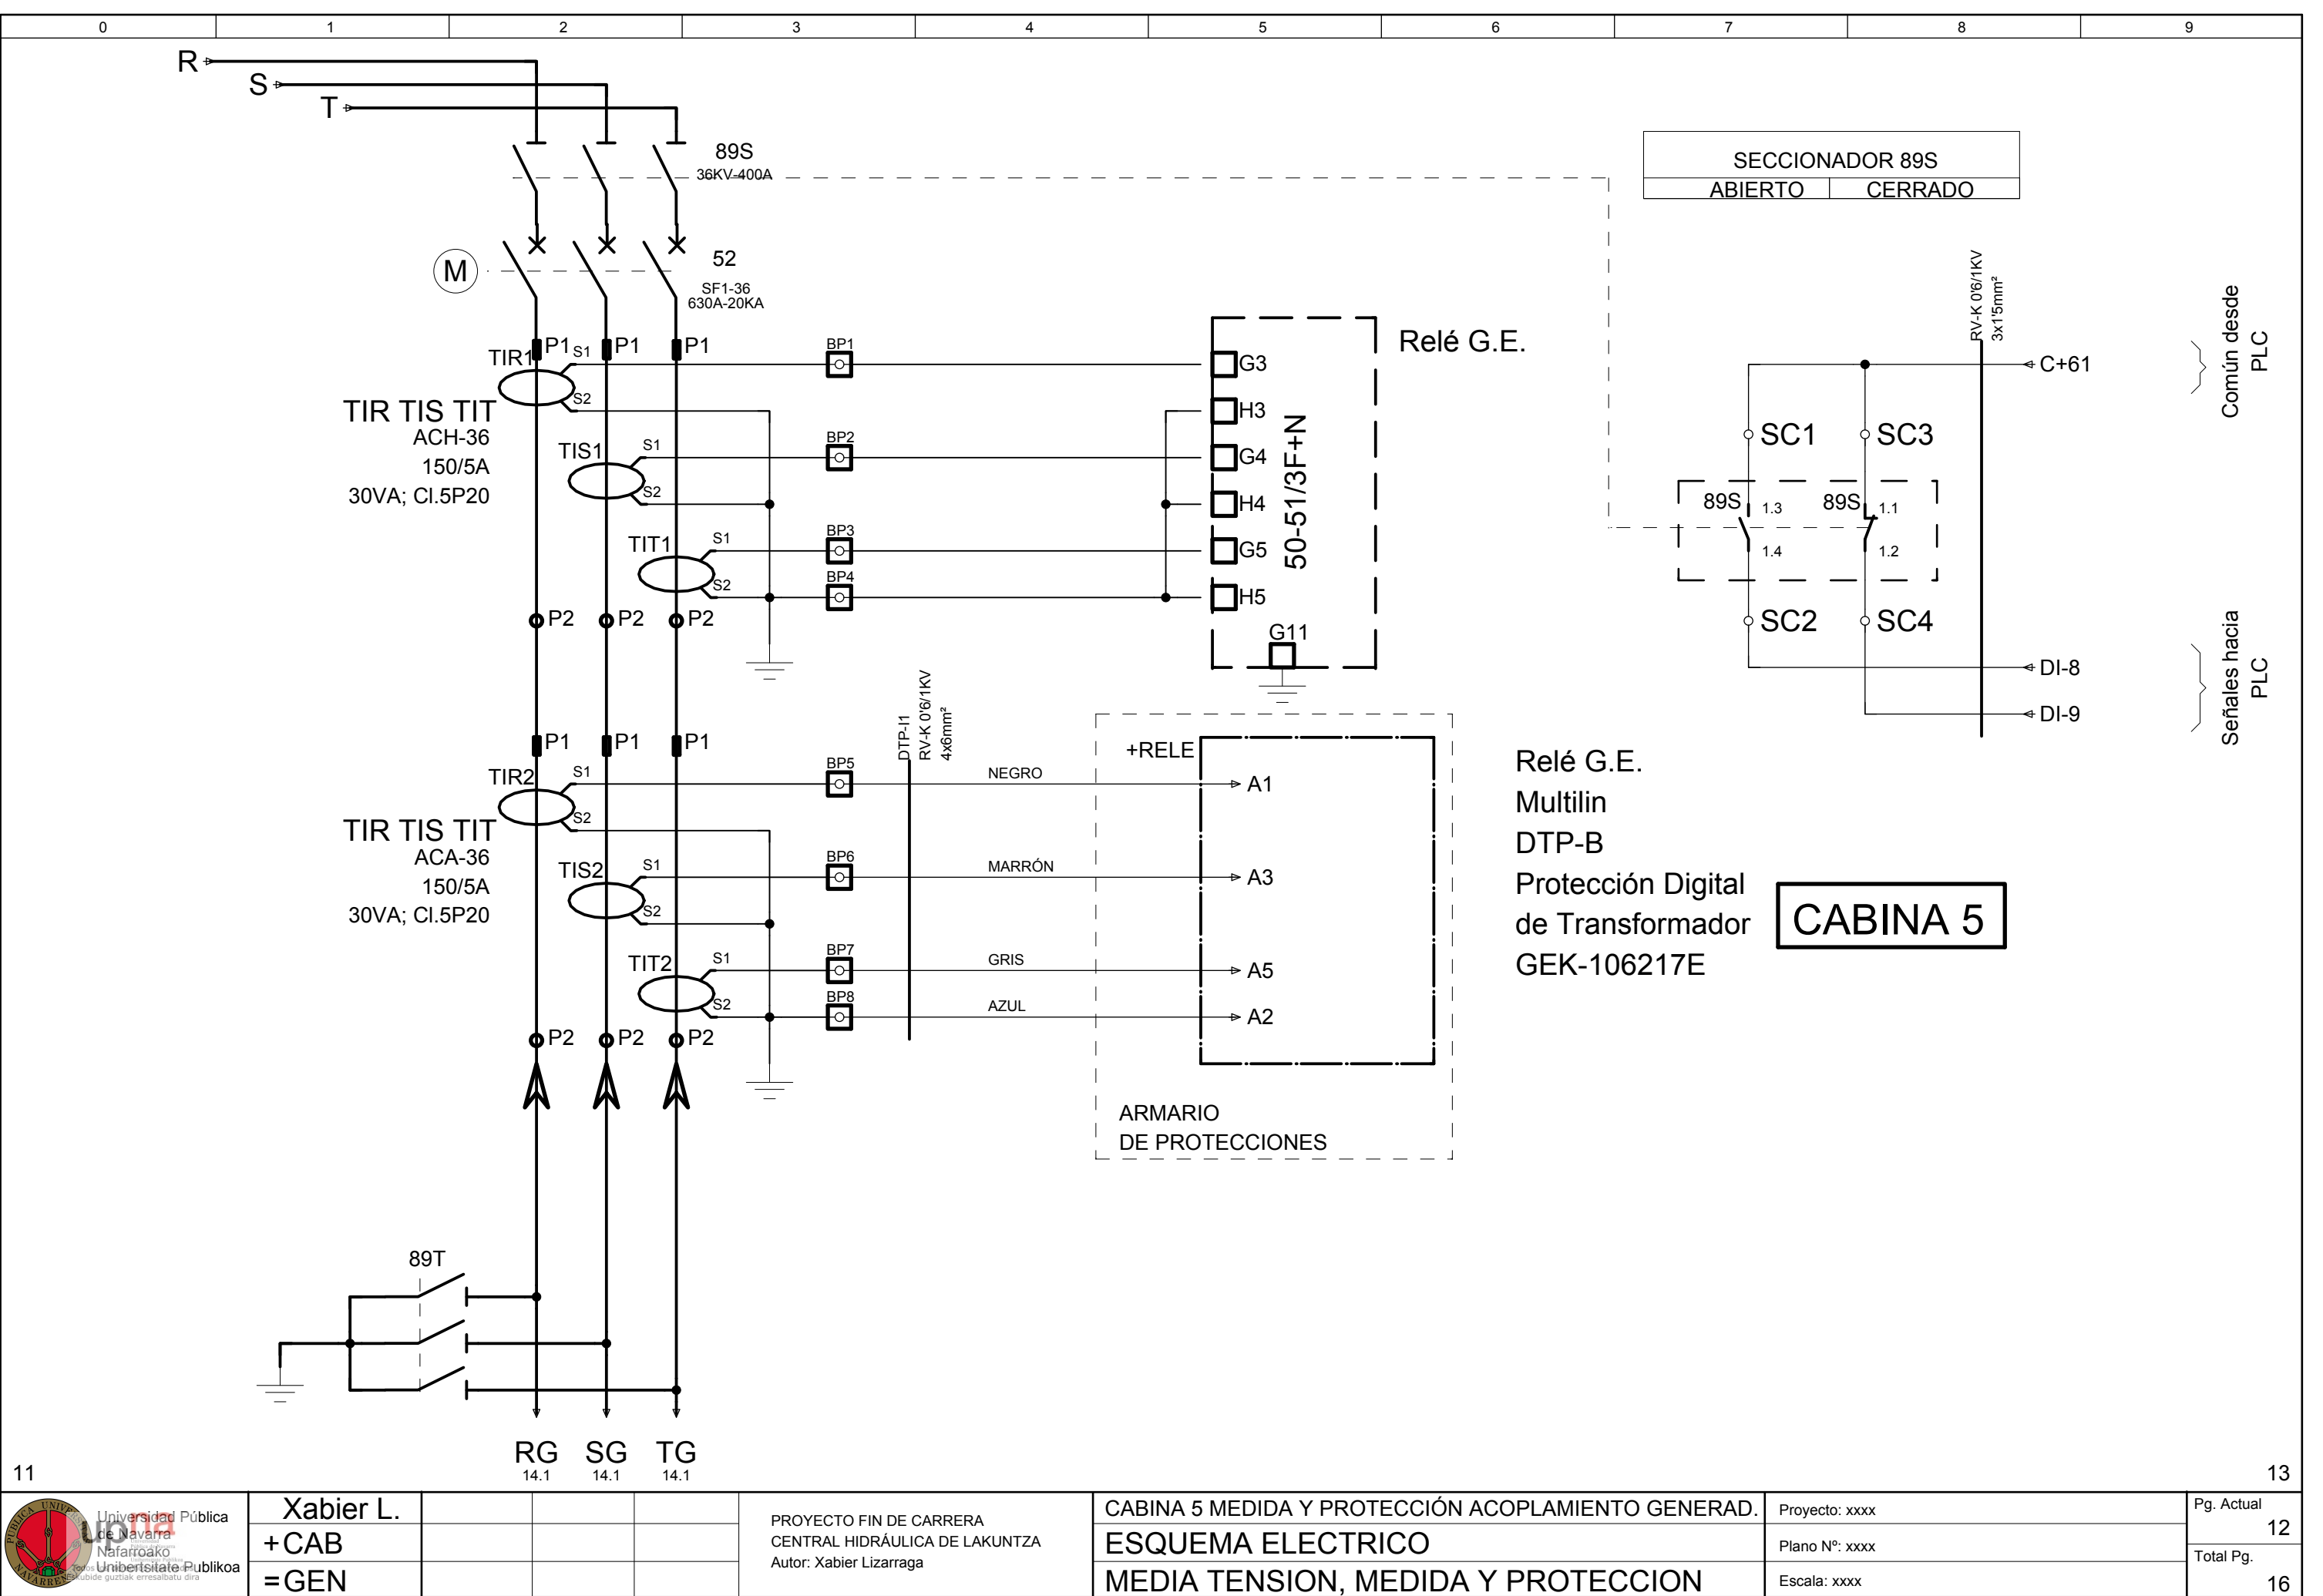 0 1 2 3 4 5 6 7 8 9
R
S
T
89S
36KV-400A
SECCIONADOR 89S
ABIERTO CERRADO
M
52
SF1-36
630A-20KA
TIR1
P1 P1 P1
S1
S2
BP1
TIR TIS TIT
ACH-36
150/5A
30VA; Cl.5P20
TIS1
S1
S2
BP2
TIT1
S1
S2
BP3
BP4
P2 P2 P2
G3
H3
G4
H4
G5
H5
G11
50-51/3F+N
Relé G.E.
RV-K 0'6/1KV
3x1'5mm²
C+61
Común desde
PLC
SC1 SC3
89S 1.3 89S 1.1
1.4 1.2
SC2 SC4
DI-8
DI-9
Señales hacia
PLC
P1 P1 P1
TIR2
S1
S2
BP5
TIR TIS TIT
ACA-36
150/5A
30VA; Cl.5P20
TIS2
S1
S2
BP6
TIT2
S1
S2
BP7
BP8
P2 P2 P2
DTP-I1
RV-K 0'6/1KV
4x6mm²
NEGRO
MARRÓN
GRIS
AZUL
+RELE
A1
A3
A5
A2
ARMARIO
DE PROTECCIONES
Relé G.E.
Multilin
DTP-B
Protección Digital
de Transformador
GEK-106217E
CABINA 5
89T
RG SG TG
14.1 14.1 14.1
11
13
Universidad Pública
de Navarra
Nafarroako
Unibertsitate Publikoa
upna
Xabier L.
+CAB
=GEN
PROYECTO FIN DE CARRERA
CENTRAL HIDRÁULICA DE LAKUNTZA
Autor: Xabier Lizarraga
CABINA 5 MEDIDA Y PROTECCIÓN ACOPLAMIENTO GENERAD.
ESQUEMA ELECTRICO
MEDIA TENSION, MEDIDA Y PROTECCION
Proyecto: xxxx
Plano Nº: xxxx
Escala: xxxx
Pg. Actual
12
Total Pg.
16